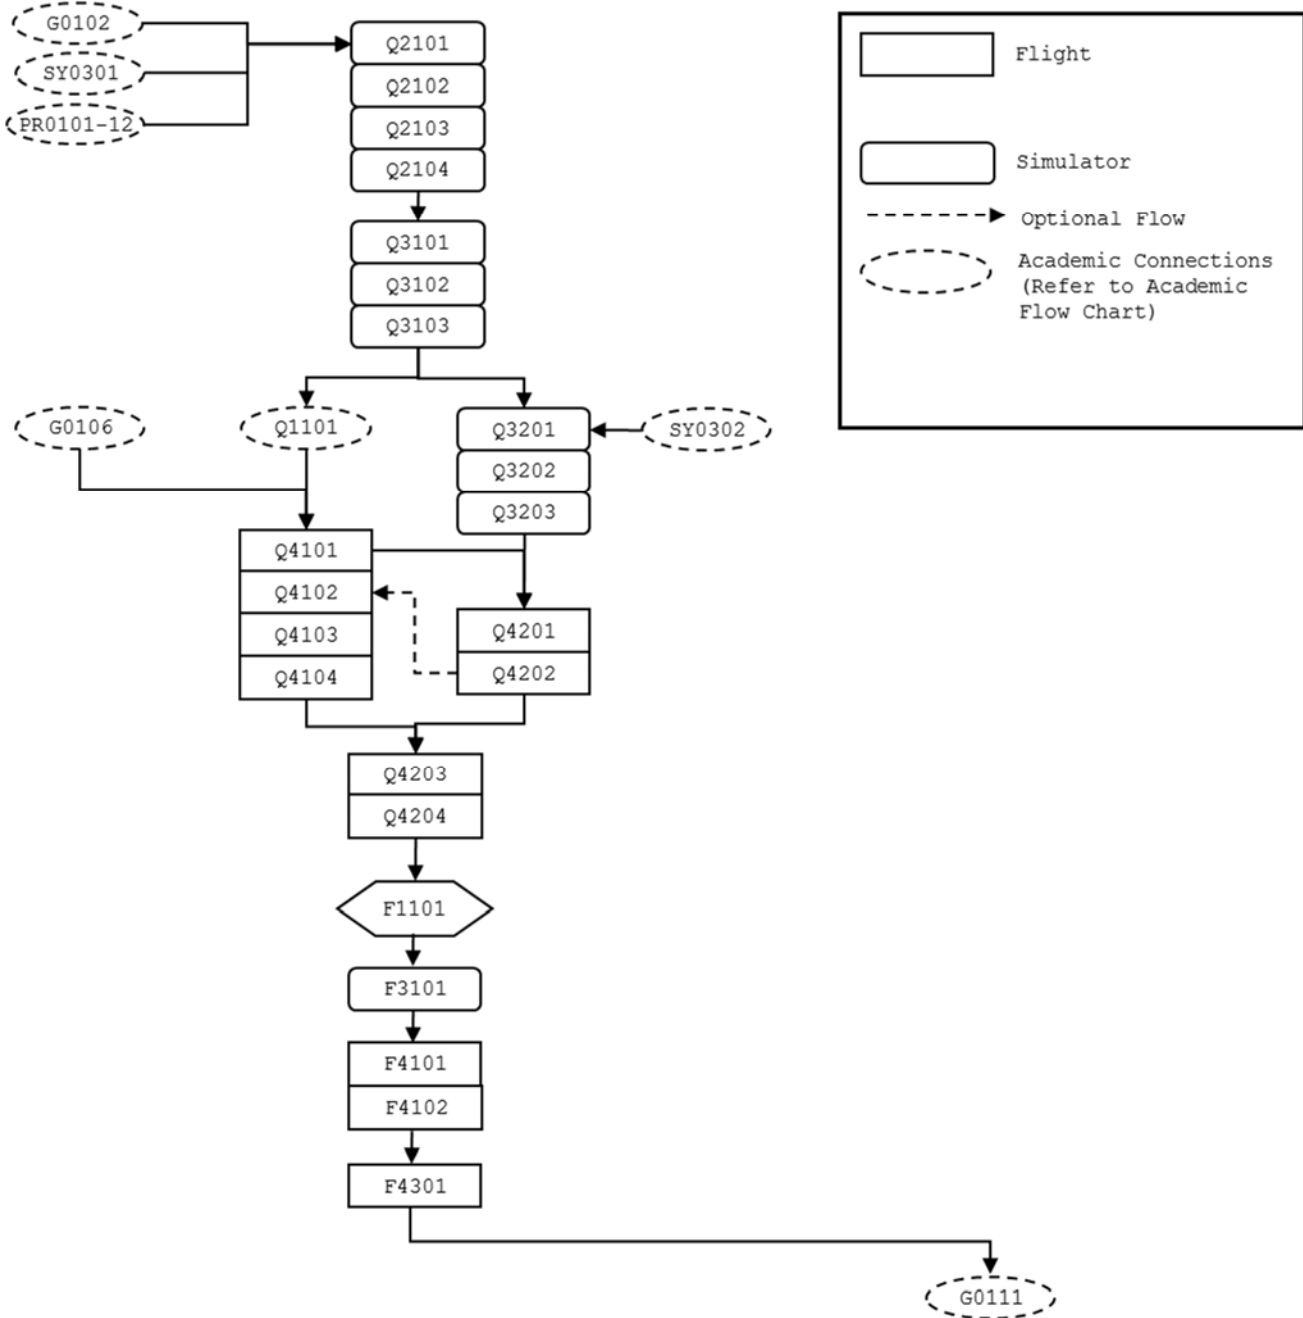 G0102
SY0301
PR0101-12
Q2101
Q2102
Q2103
Q2104
Q3101
Q3102
Q3103
G0106
Q1101
Q3201
SY0302
Q3202
Q3203
Q4101
Q4102
Q4103
Q4104
Q4201
Q4202
Q4203
Q4204
F1101
F3101
F4101
F4102
F4301
G0111
Flight
Simulator
Optional Flow
Academic Connections
(Refer to Academic
Flow Chart)